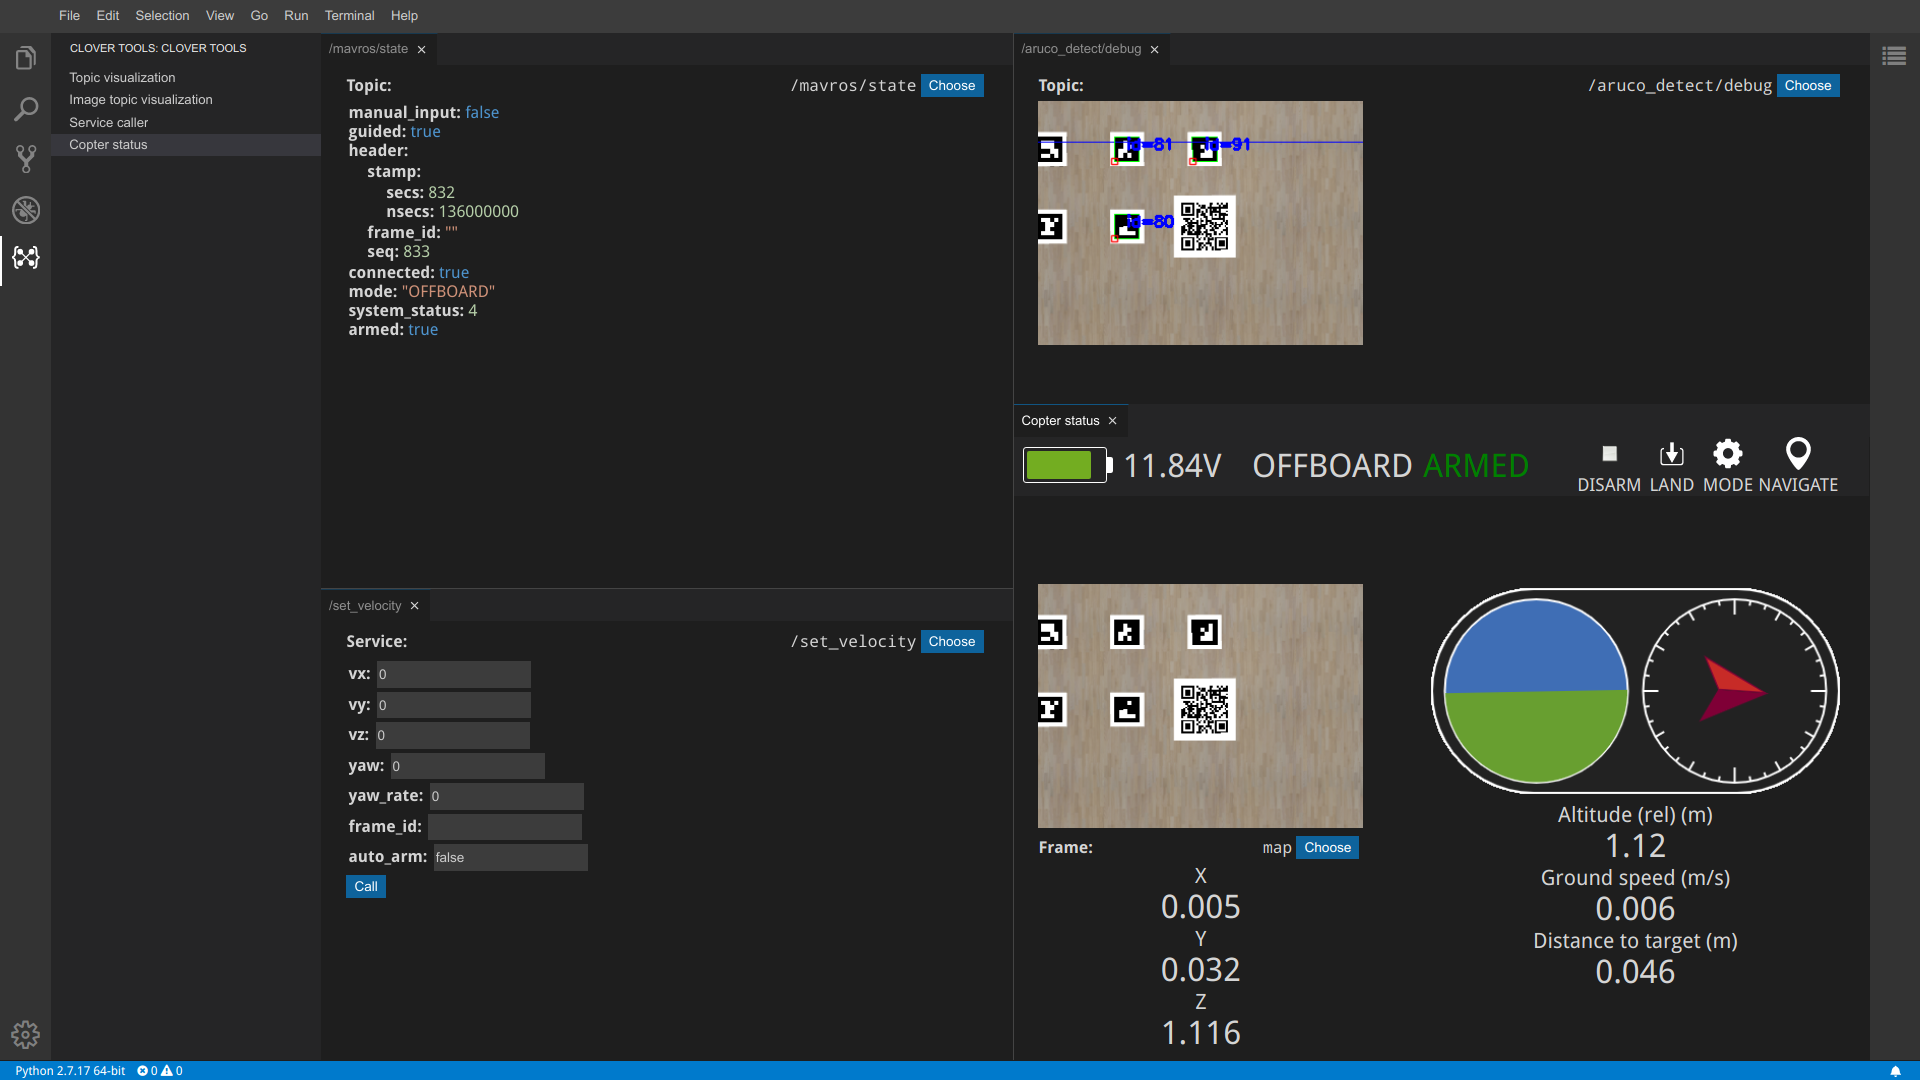 File Edit Selection View Go Run Terminal Help
CLOVER TOOLS: CLOVER TOOLS
Topic visualization
Image topic visualization
Service caller
Copter status
/mavros/state ×
Topic: /mavros/state Choose
manual_input: false
guided: true
header:
stamp:
secs: 832
nsecs: 136000000
frame_id: ""
seq: 833
connected: true
mode: "OFFBOARD"
system_status: 4
armed: true
/set_velocity ×
Service: /set_velocity Choose
vx: 0
vy: 0
vz: 0
yaw: 0
yaw_rate: 0
frame_id:
auto_arm: false
Call
/aruco_detect/debug ×
Topic: /aruco_detect/debug Choose
id=81 id=91
id=80
Copter status ×
11.84V OFFBOARD ARMED
DISARM LAND MODE NAVIGATE
Frame: map Choose
X
0.005
Y
0.032
Z
1.116
Altitude (rel) (m)
1.12
Ground speed (m/s)
0.006
Distance to target (m)
0.046
Python 2.7.17 64-bit 0 0